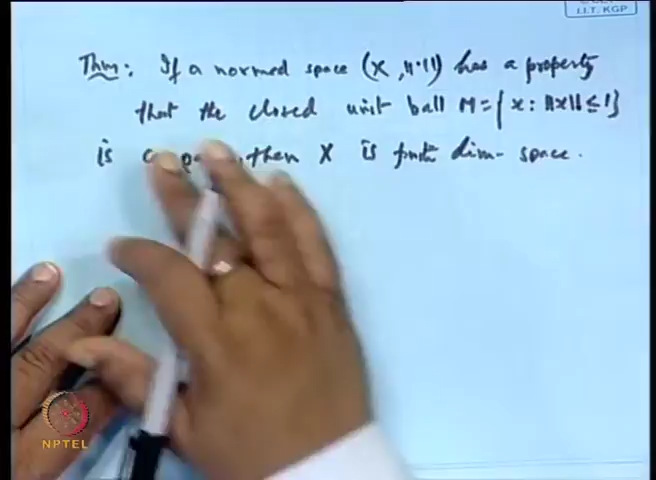 I.I.T. KGP
Thm: If a normed space (X, ||·||) has a property
that the closed unit ball M = { x : ||x|| ≤ 1 }
is then X is finite dim- space.
NPTEL